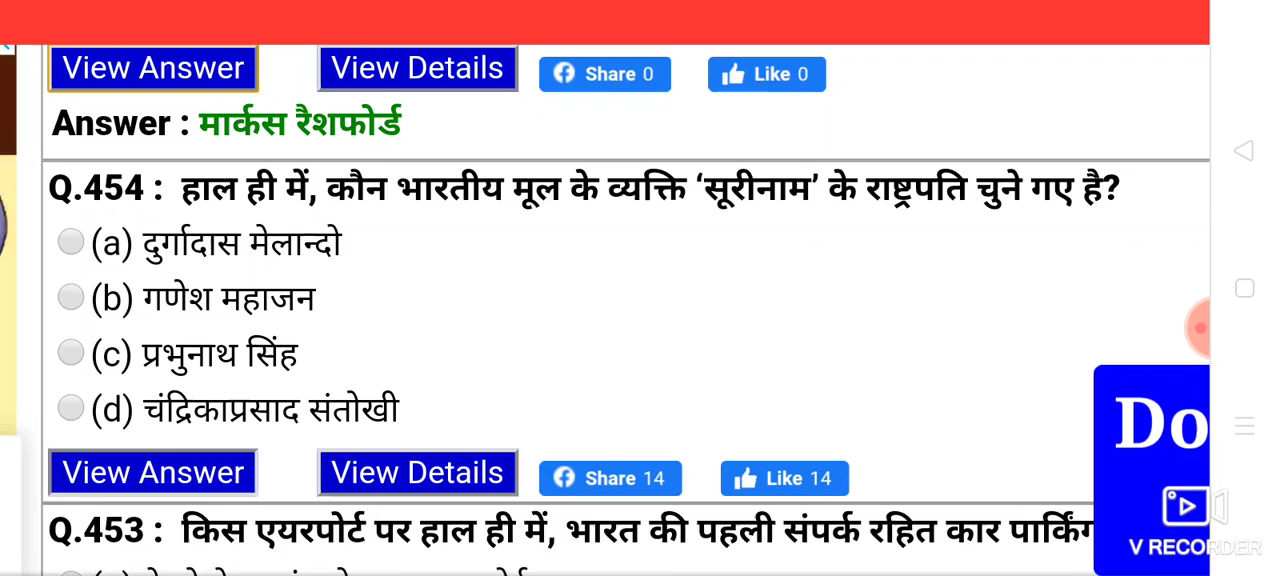 View Answer View Details Share 0 Like 0
Answer : मार्कस रैशफोर्ड
Q.454 : हाल ही में, कौन भारतीय मूल के व्यक्ति ‘सूरीनाम’ के राष्ट्रपति चुने गए है?
(a) दुर्गादास मेलान्दो
(b) गणेश महाजन
(c) प्रभुनाथ सिंह
(d) चंद्रिकाप्रसाद संतोखी
Do
View Answer View Details Share 14 Like 14
Q.453 : किस एयरपोर्ट पर हाल ही में, भारत की पहली संपर्क रहित कार पार्किंग
V RECORDER